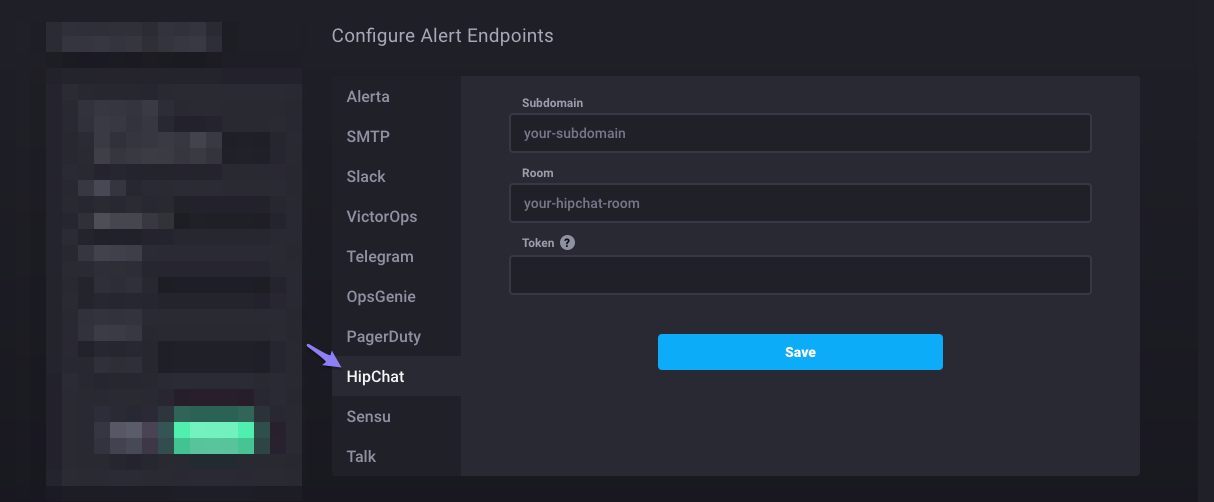 Configure Alert Endpoints
Alerta
SMTP
Slack
VictorOps
Telegram
OpsGenie
PagerDuty
HipChat
Sensu
Talk
Subdomain
your-subdomain
Room
your-hipchat-room
Token ?
Save